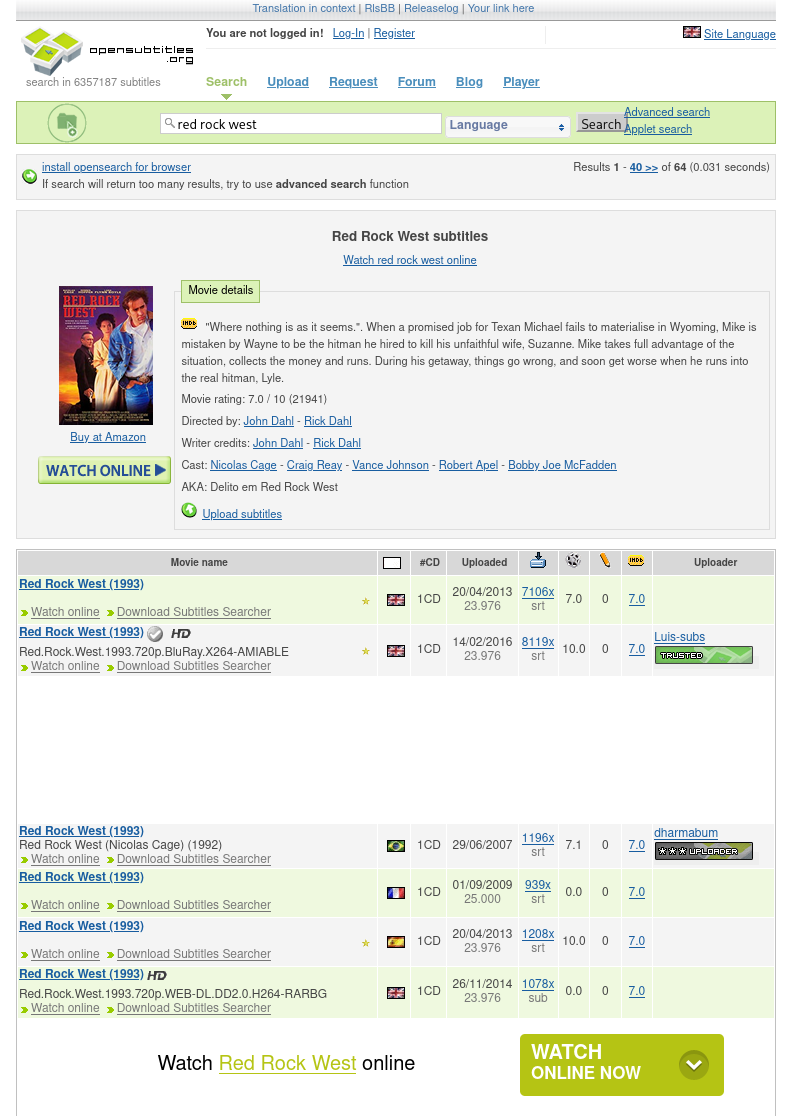 Translation in context | RlsBB | Releaselog | Your link here
opensubtitles
.org
search in 6357187 subtitles
You are not logged in! Log-In | Register
Site Language
Search Upload Request Forum Blog Player
red rock west
Language
Search
Advanced search
Applet search
install opensearch for browser
If search will return too many results, try to use advanced search function
Results 1 - 40 >> of 64 (0.031 seconds)
Red Rock West subtitles
Watch red rock west online
RED ROCK
WEST
Buy at Amazon
WATCH ONLINE
Movie details
IMDb "Where nothing is as it seems.". When a promised job for Texan Michael fails to materialise in Wyoming, Mike is
mistaken by Wayne to be the hitman he hired to kill his unfaithful wife, Suzanne. Mike takes full advantage of the
situation, collects the money and runs. During his getaway, things go wrong, and soon get worse when he runs into
the real hitman, Lyle.
Movie rating: 7.0 / 10 (21941)
Directed by: John Dahl - Rick Dahl
Writer credits: John Dahl - Rick Dahl
Cast: Nicolas Cage - Craig Reay - Vance Johnson - Robert Apel - Bobby Joe McFadden
AKA: Delito em Red Rock West
Upload subtitles
Movie name #CD Uploaded IMDb Uploader
Red Rock West (1993)
Watch online Download Subtitles Searcher
1CD 20/04/2013 7106x 7.0 0 7.0
23.976 srt
Red Rock West (1993) HD
Red.Rock.West.1993.720p.BluRay.X264-AMIABLE
Watch online Download Subtitles Searcher
1CD 14/02/2016 8119x 10.0 0 7.0 Luis-subs
23.976 srt TRUSTED
Red Rock West (1993)
Red Rock West (Nicolas Cage) (1992)
Watch online Download Subtitles Searcher
1CD 29/06/2007 1196x 7.1 0 7.0 dharmabum
srt ***UPLOADER
Red Rock West (1993)
Watch online Download Subtitles Searcher
1CD 01/09/2009 939x 0.0 0 7.0
25.000 srt
Red Rock West (1993)
Watch online Download Subtitles Searcher
1CD 20/04/2013 1208x 10.0 0 7.0
23.976 srt
Red Rock West (1993) HD
Red.Rock.West.1993.720p.WEB-DL.DD2.0.H264-RARBG
Watch online Download Subtitles Searcher
1CD 26/11/2014 1078x 0.0 0 7.0
23.976 sub
Watch Red Rock West online
WATCH
ONLINE NOW